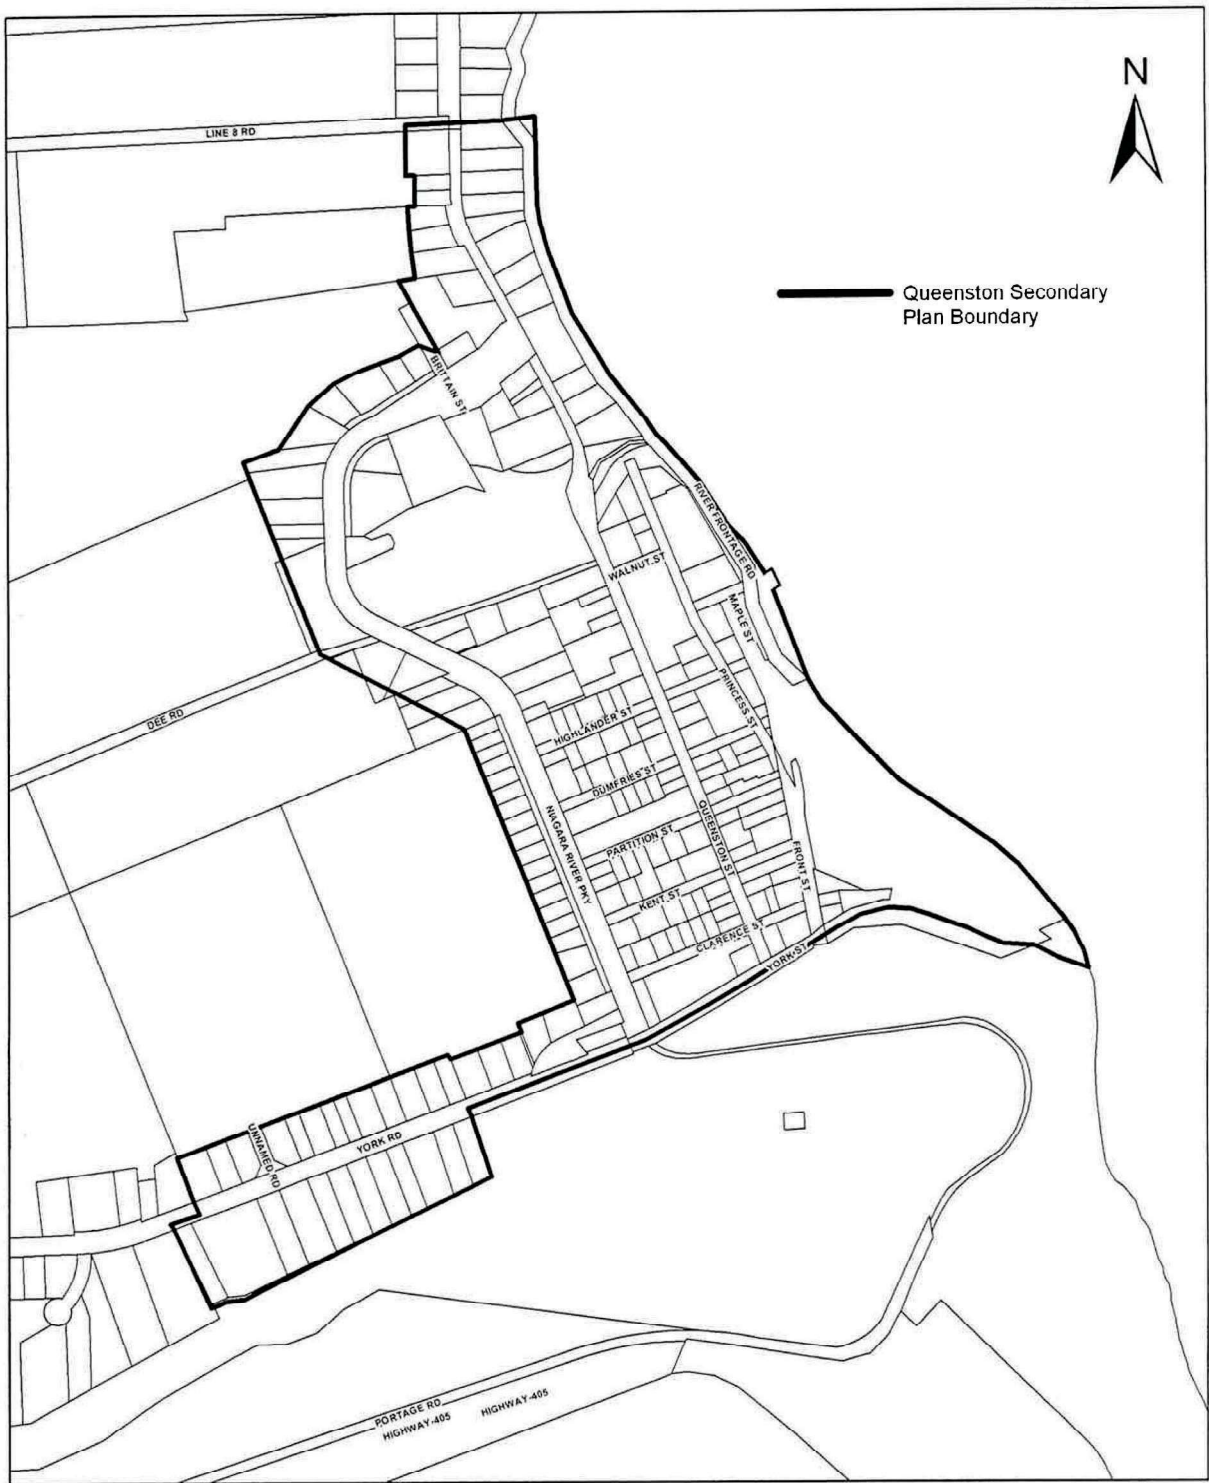 N
LINE 8 RD
Queenston Secondary
Plan Boundary
BRITTAIN ST
RIVER FRONTAGE RD
WALNUT ST
MAPLE ST
PRINCESS ST
DEE RD
HIGHLANDER ST
DUMFRIES ST
NIAGARA RIVER PKY
QUEENSTON ST
PARTITION ST
FRONT ST
KENT ST
CLARENCE ST
YORK ST
UNNAMED RD
YORK RD
PORTAGE RD
HIGHWAY-405
HIGHWAY-405